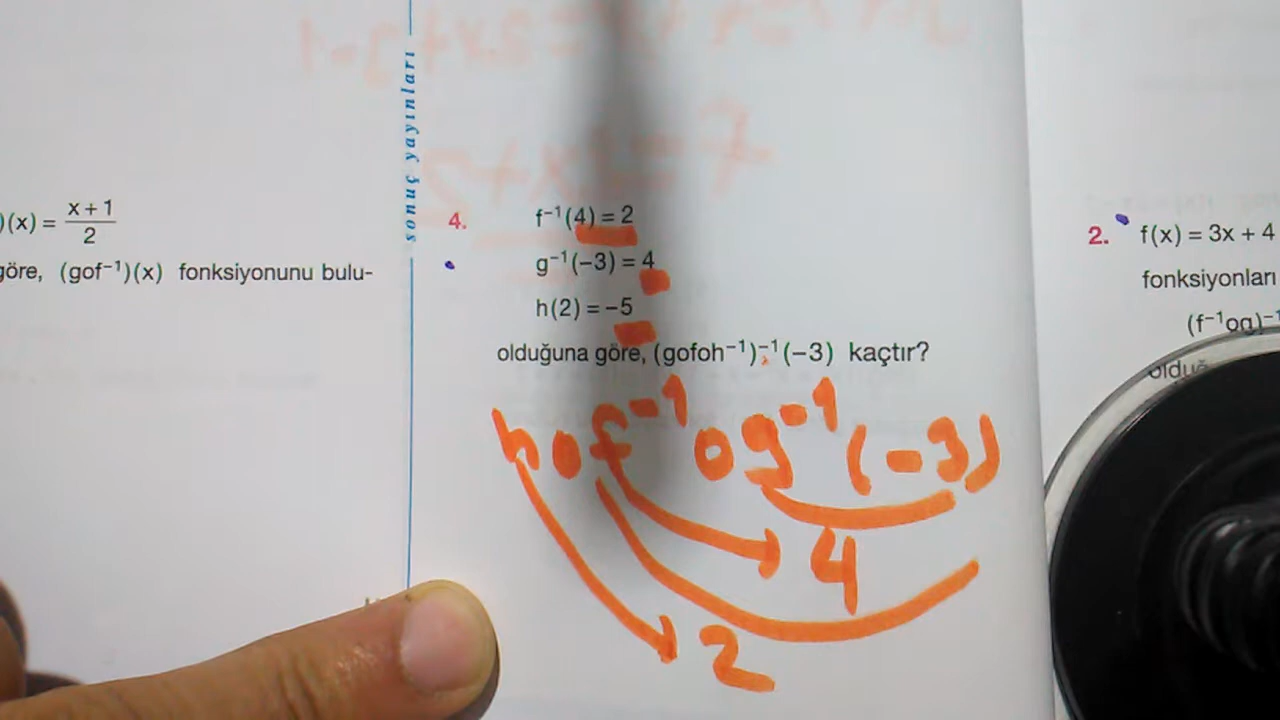 )(x) = x + 1 / 2
göre, (gof⁻¹)(x) fonksiyonunu bulu-
sonuç yayınları
4. f⁻¹(4) = 2
g⁻¹(-3) = 4
h(2) = -5
olduğuna göre, (gofoh⁻¹)⁻¹(-3) kaçtır?
hof⁻¹og⁻¹(-3)
4
2
2. f(x) = 3x + 4
fonksiyonları
(f⁻¹og)⁻¹